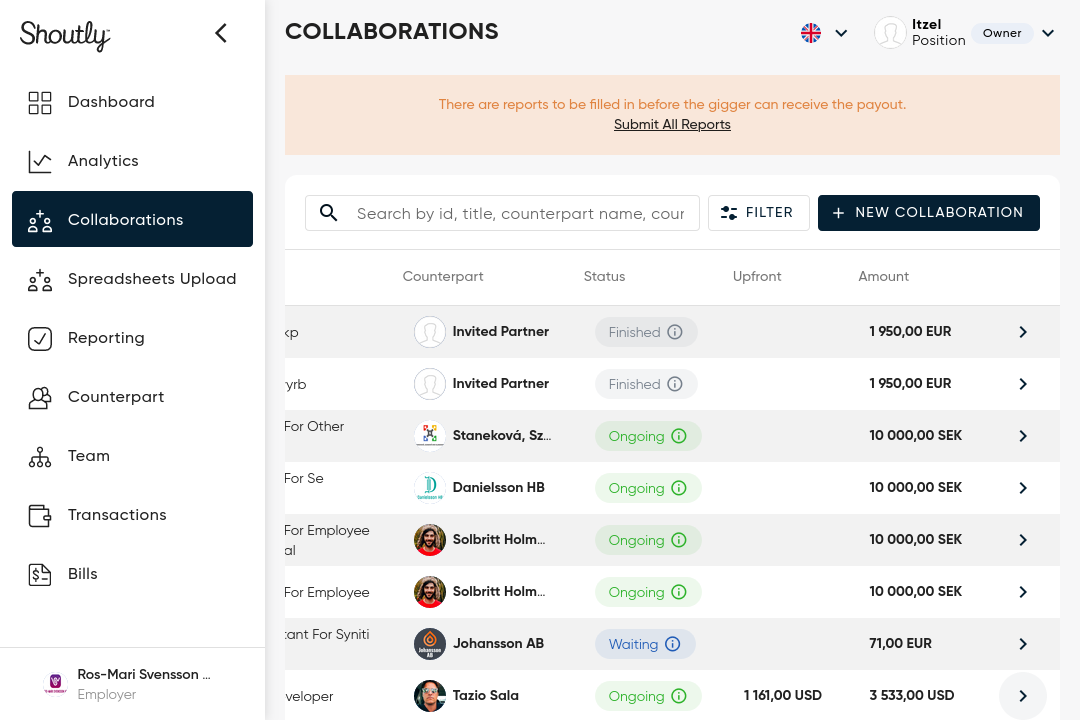 Shoutly
COLLABORATIONS
Itzel
Position
Owner
Dashboard
Analytics
Collaborations
Spreadsheets Upload
Reporting
Counterpart
Team
Transactions
Bills
Ros-Mari Svensson ...
Employer
There are reports to be filled in before the gigger can receive the payout.
Submit All Reports
Search by id, title, counterpart name, cour
FILTER
+ NEW COLLABORATION
Counterpart Status Upfront Amount
kp Invited Partner Finished 1 950,00 EUR
yrb Invited Partner Finished 1 950,00 EUR
For Other Staneková, Sz... Ongoing 10 000,00 SEK
For Se Danielsson HB Ongoing 10 000,00 SEK
For Employee
al Solbritt Holm... Ongoing 10 000,00 SEK
For Employee Solbritt Holm... Ongoing 10 000,00 SEK
tant For Syniti Johansson AB Waiting 71,00 EUR
veloper Tazio Sala Ongoing 1 161,00 USD 3 533,00 USD